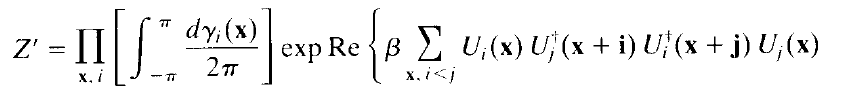 Z' = ∏_{x, i} [ ∫_{-π}^{π} dγ_i(x) / 2π ] exp Re { β ∑_{x, i<j} U_i(x) U_j^†(x + i) U_i^†(x + j) U_j(x)